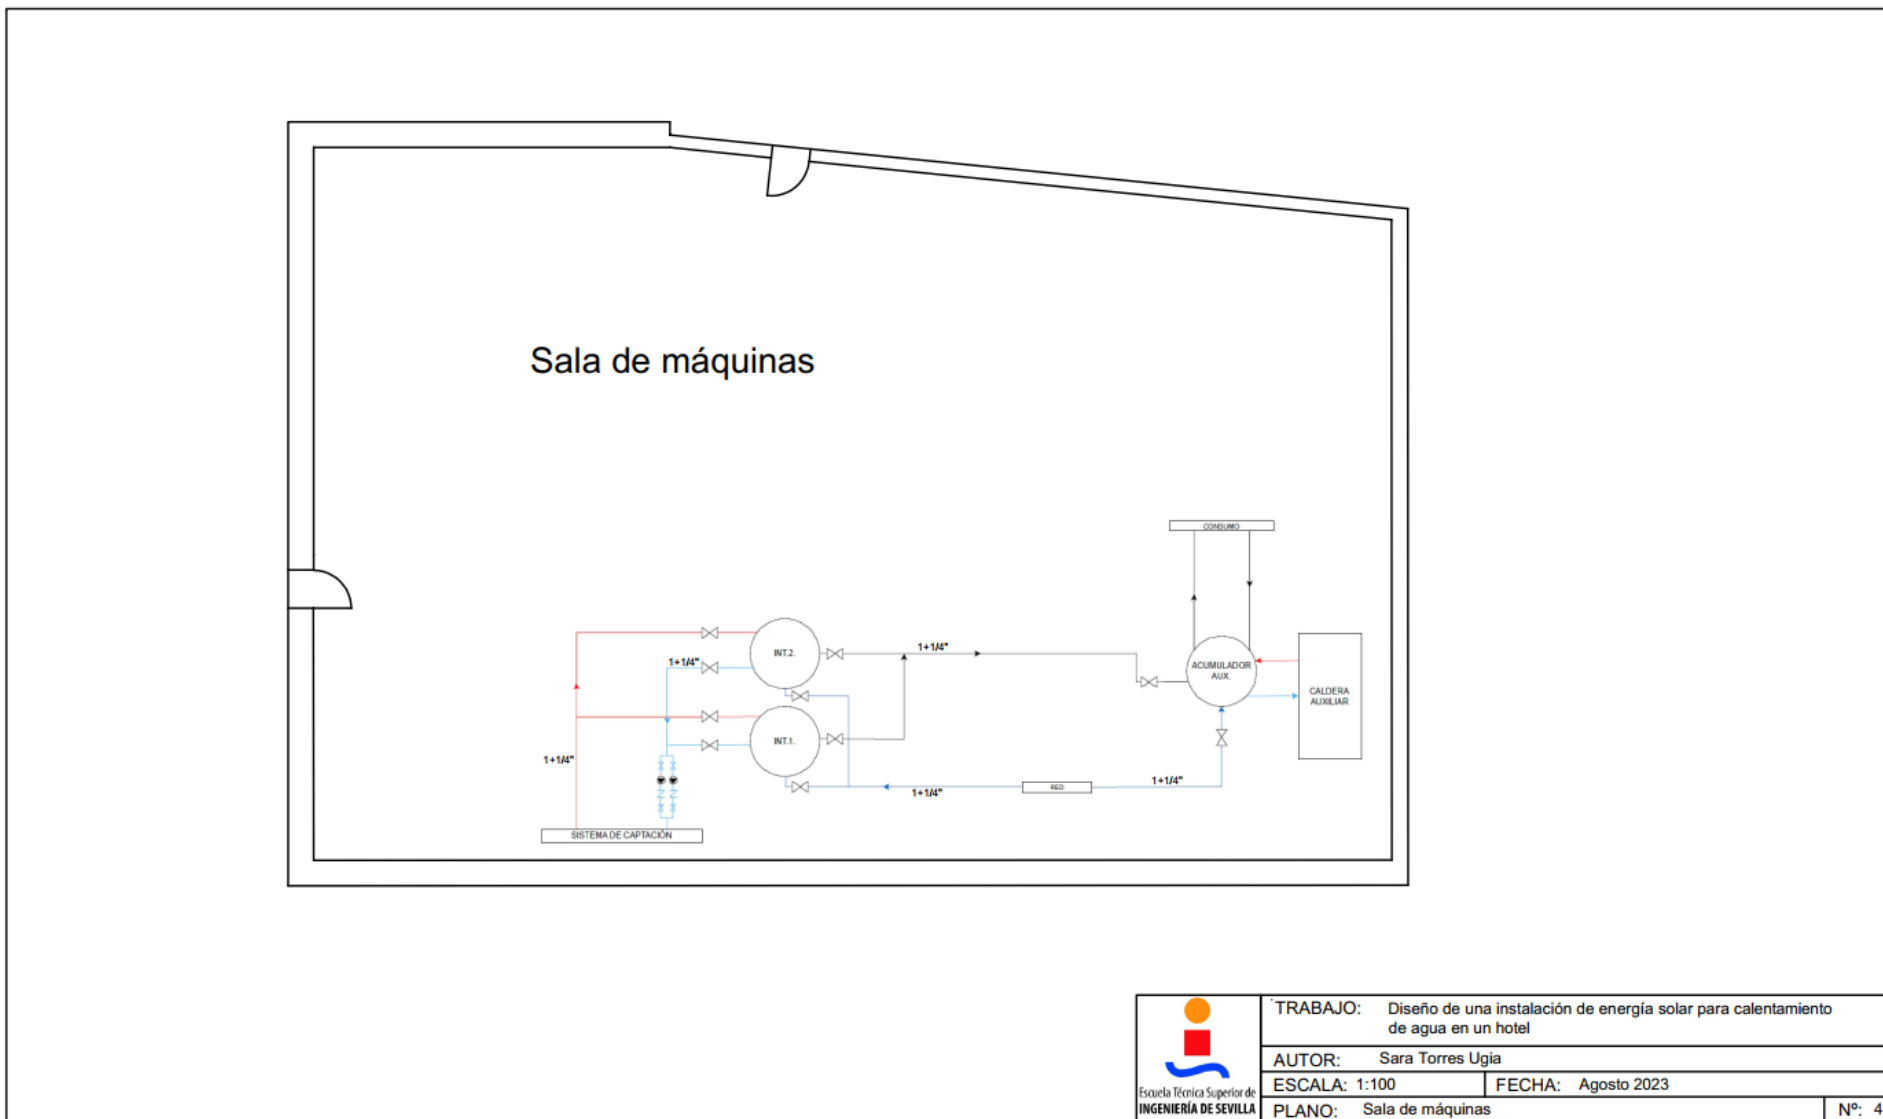 Sala de máquinas
CONSUMO
INT.2.
1+1/4"
1+1/4"
ACUMULADOR
AUX.
CALDERA
AUXILIAR
INT.1.
1+1/4"
1+1/4"
1+1/4"
RED
SISTEMA DE CAPTACIÓN
Escuela Técnica Superior de
INGENIERÍA DE SEVILLA
TRABAJO: Diseño de una instalación de energía solar para calentamiento
de agua en un hotel
AUTOR: Sara Torres Ugia
ESCALA: 1:100 FECHA: Agosto 2023
PLANO: Sala de máquinas Nº: 4